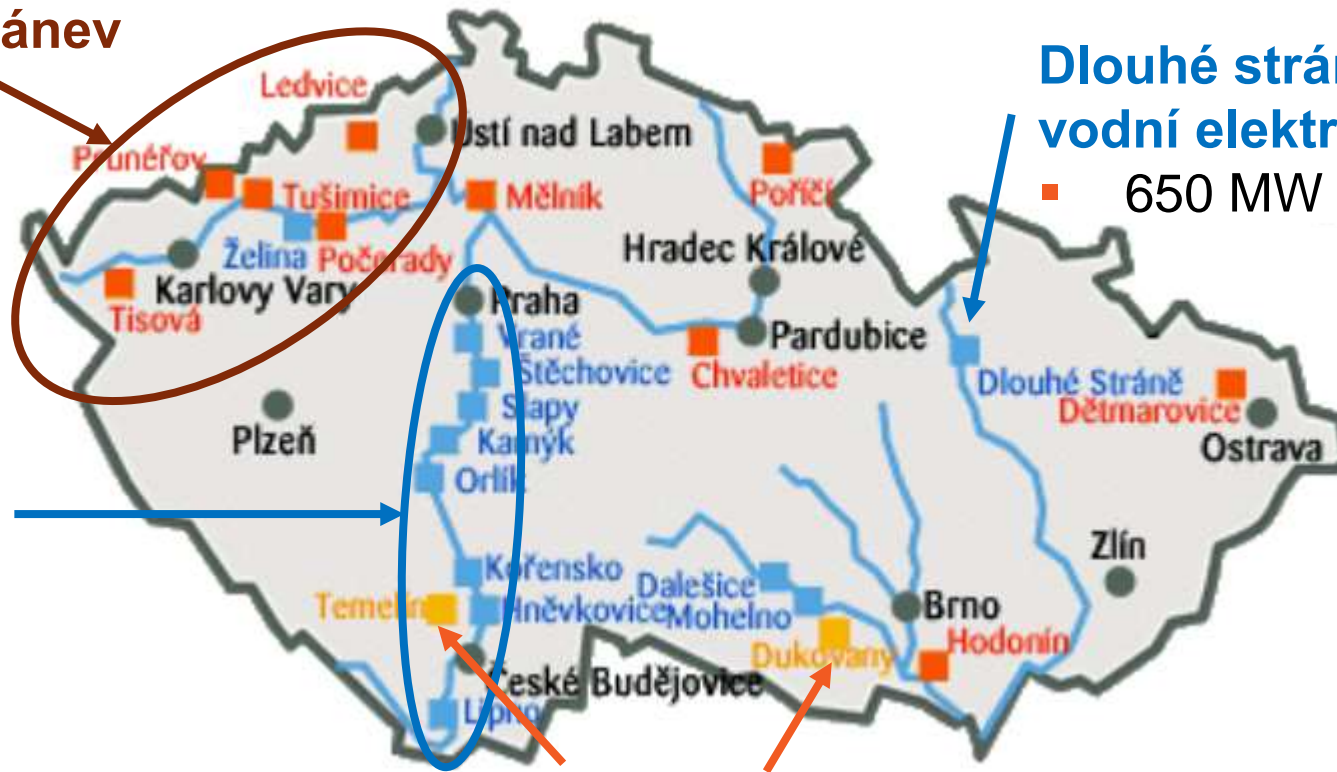 ánev
Ledvice
Dlouhé strán
vodní elektr
650 MW
Ústí nad Labem
Prunéřov
Tušimice
Mělník
Poříčí
Želina
Počerady
Hradec Králové
Karlovy Vary
Tisová
Praha
Vrané
Pardubice
Štěchovice
Chvaletice
Dlouhé Stráně
Dětmarovice
Slapy
Plzeň
Kamýk
Ostrava
Orlík
Zlín
Kořensko
Dalešice
Temelín
Hněvkovice
Mohelno
Brno
Hodonín
Dukovany
České Budějovice
Lipno